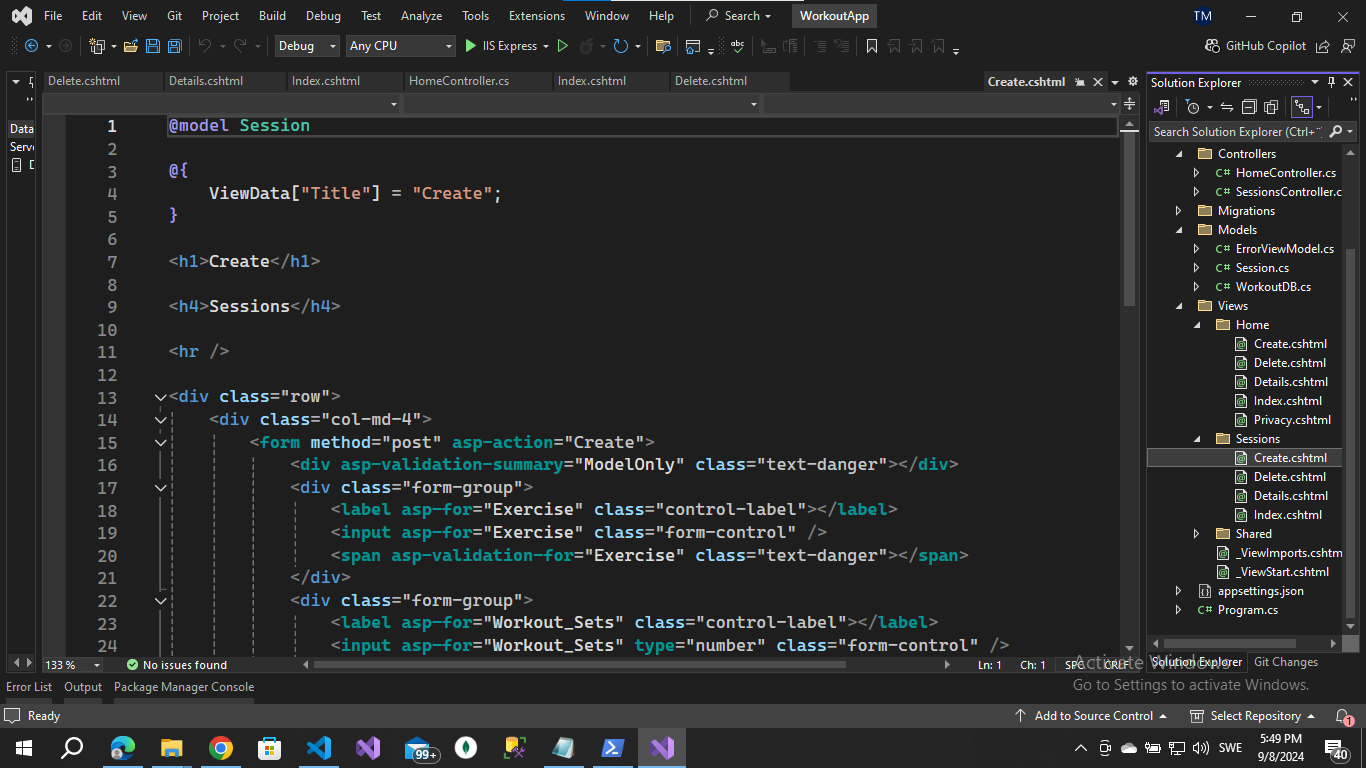 File Edit View Git Project Build Debug Test Analyze Tools Extensions Window Help Search WorkoutApp TM
Debug Any CPU IIS Express GitHub Copilot
Delete.cshtml Details.cshtml Index.cshtml HomeController.cs Index.cshtml Delete.cshtml Create.cshtml
Data
Serv
D
1 @model Session
2
3 @{
4 ViewData["Title"] = "Create";
5 }
6
7 <h1>Create</h1>
8
9 <h4>Sessions</h4>
10
11 <hr />
12
13 <div class="row">
14 <div class="col-md-4">
15 <form method="post" asp-action="Create">
16 <div asp-validation-summary="ModelOnly" class="text-danger"></div>
17 <div class="form-group">
18 <label asp-for="Exercise" class="control-label"></label>
19 <input asp-for="Exercise" class="form-control" />
20 <span asp-validation-for="Exercise" class="text-danger"></span>
21 </div>
22 <div class="form-group">
23 <label asp-for="Workout_Sets" class="control-label"></label>
24 <input asp-for="Workout_Sets" type="number" class="form-control" />
133 % No issues found Ln: 1 Ch: 1 SPC CRLF
Solution Explorer
Search Solution Explorer (Ctrl+
Controllers
C# HomeController.cs
C# SessionsController.c
Migrations
Models
C# ErrorViewModel.cs
C# Session.cs
C# WorkoutDB.cs
Views
Home
Create.cshtml
Delete.cshtml
Details.cshtml
Index.cshtml
Privacy.cshtml
Sessions
Create.cshtml
Delete.cshtml
Details.cshtml
Index.cshtml
Shared
_ViewImports.cshtm
_ViewStart.cshtml
appsettings.json
C# Program.cs
Solution Explorer Git Changes
Activate Windows
Go to Settings to activate Windows.
Error List Output Package Manager Console
Ready Add to Source Control Select Repository 1
99+ SWE 5:49 PM
9/8/2024 40